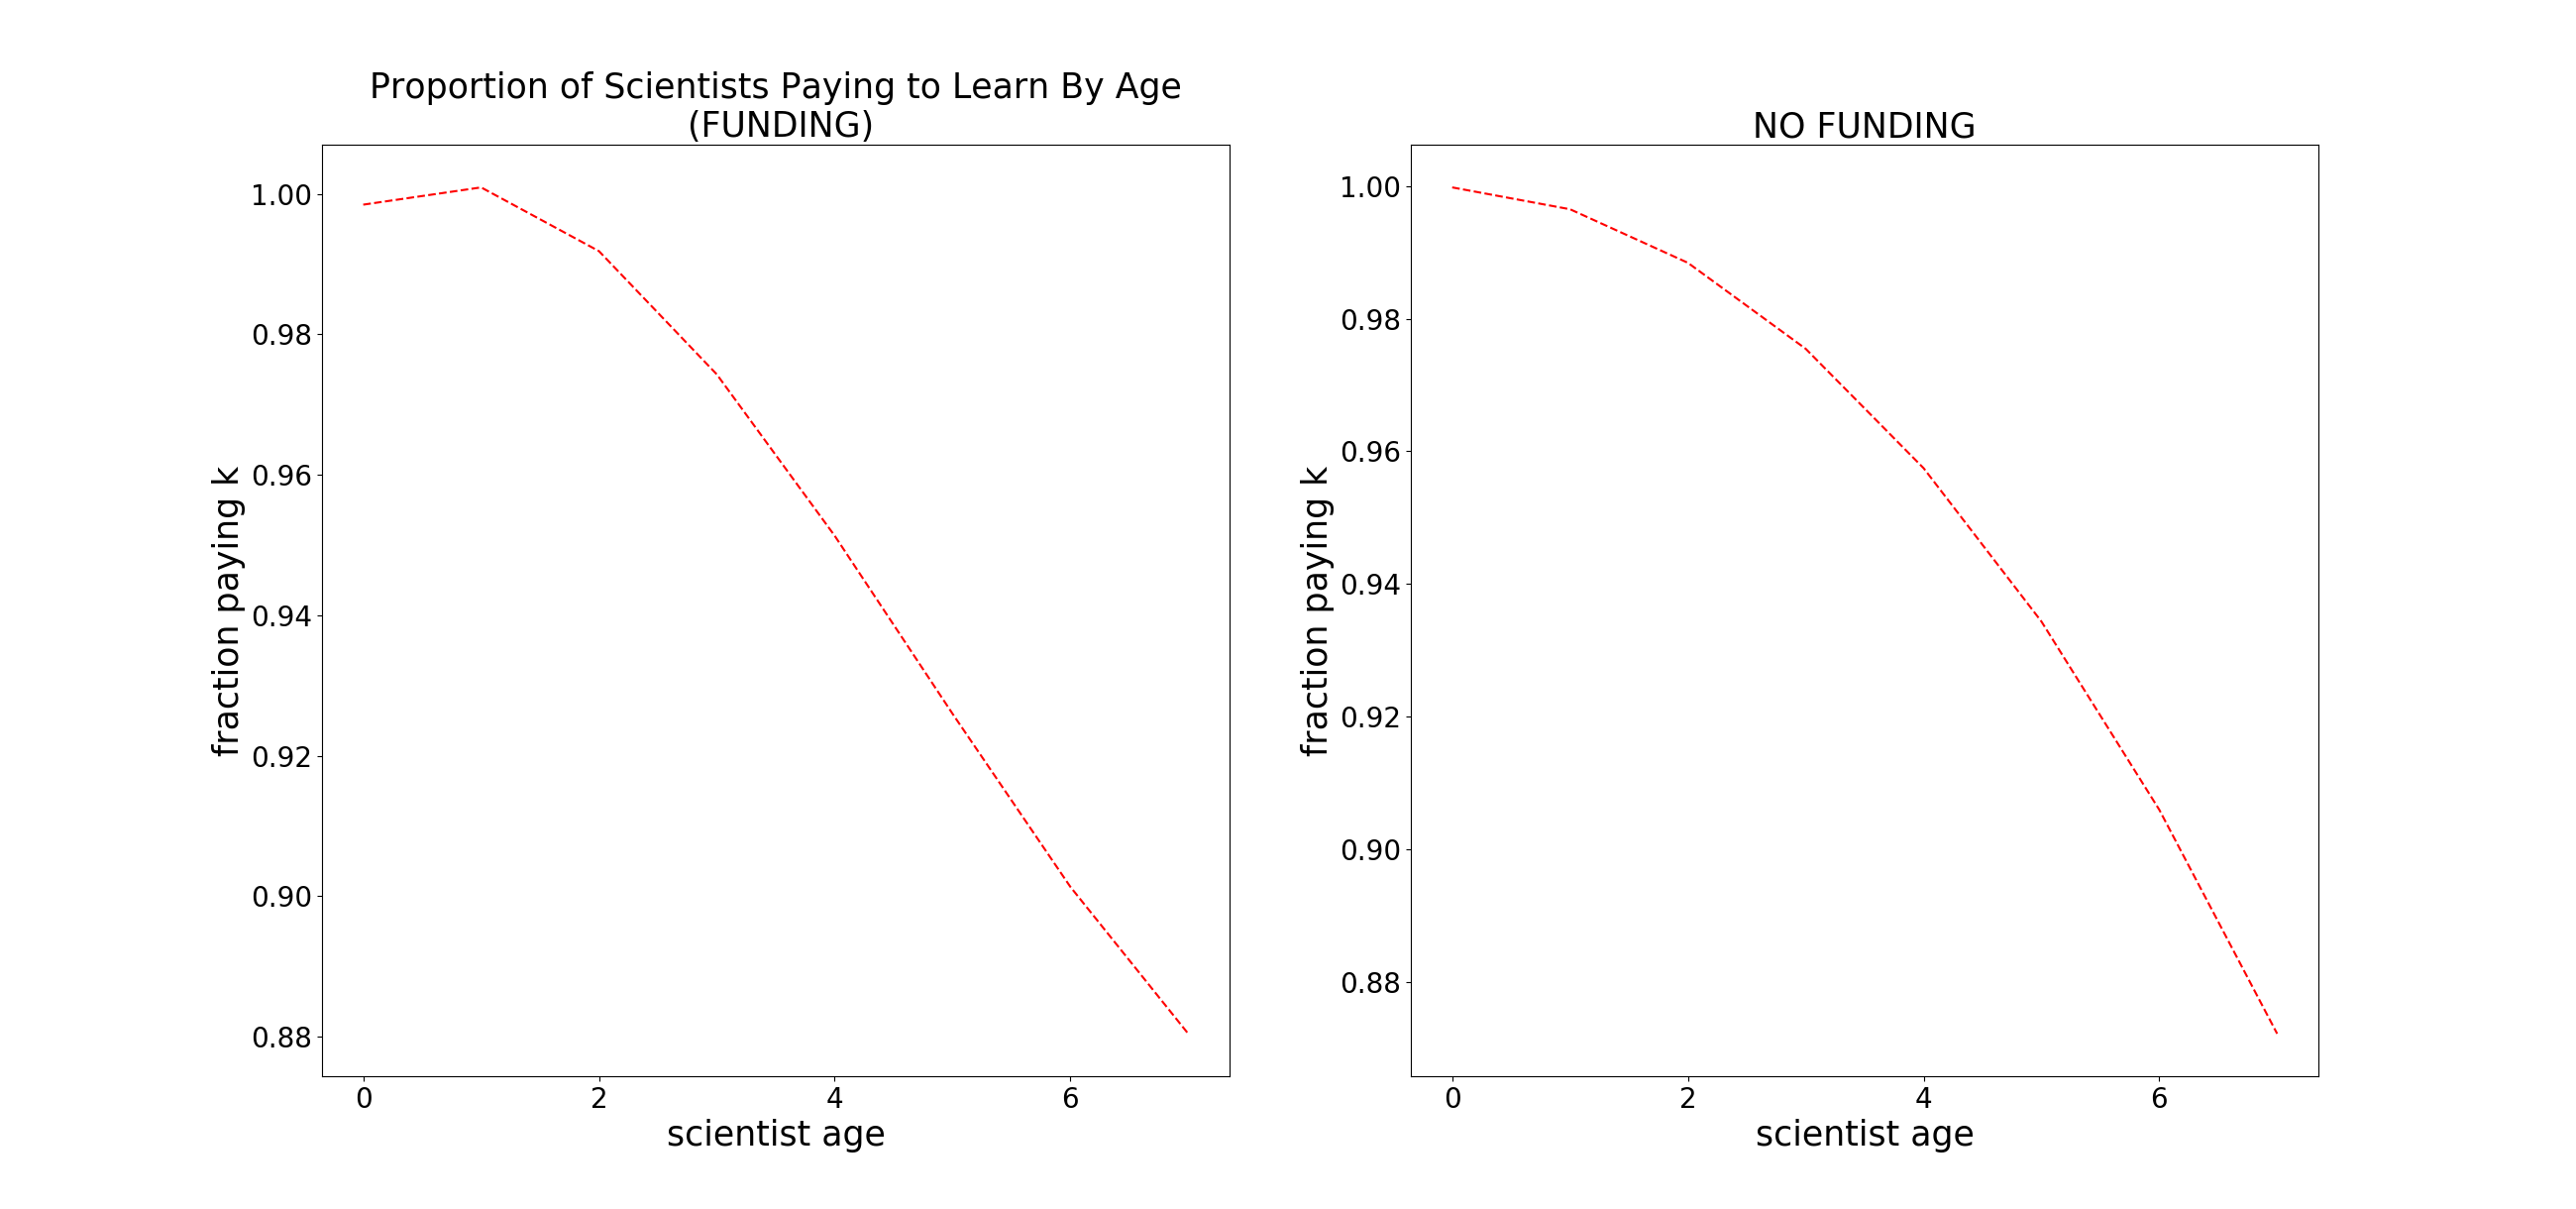 Proportion of Scientists Paying to Learn By Age
(FUNDING)
1.00
0.98
0.96
0.94
0.92
0.90
0.88
fraction paying k
0 2 4 6
scientist age
NO FUNDING
1.00
0.98
0.96
0.94
0.92
0.90
0.88
fraction paying k
0 2 4 6
scientist age